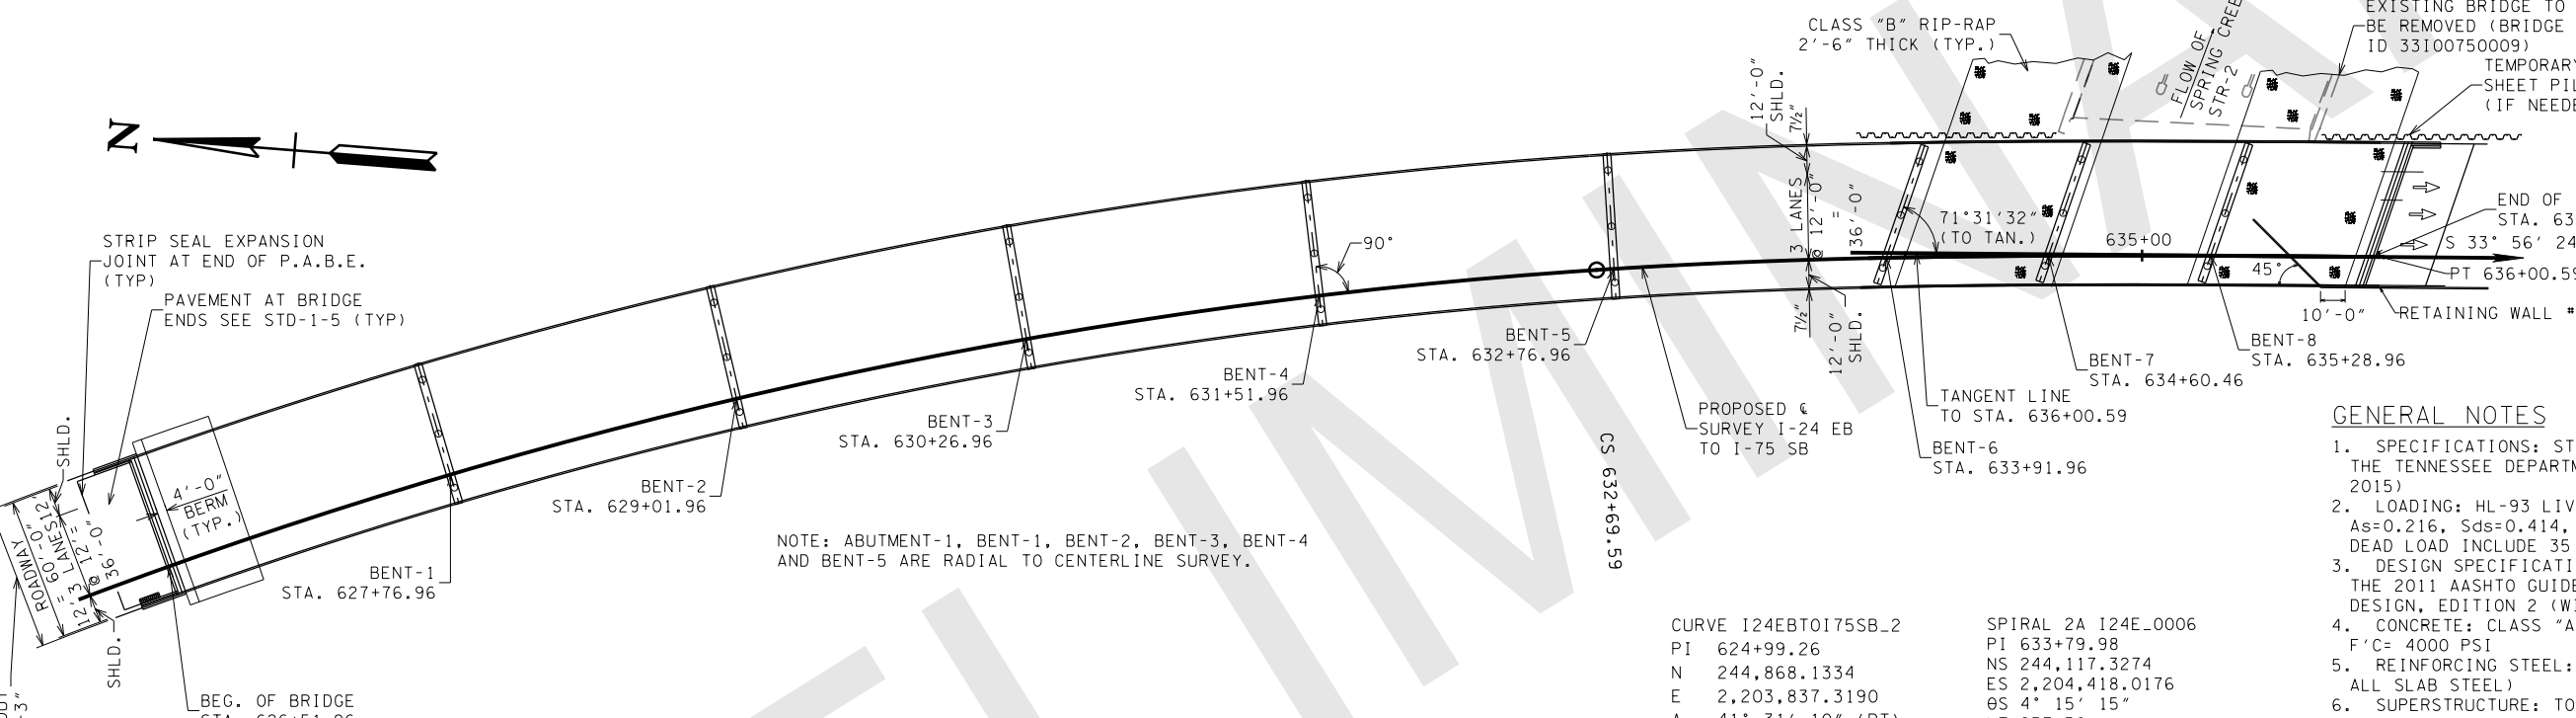 CLASS "B" RIP-RAP
2'-6" THICK (TYP.)
FLOW OF
SPRING CREE
STR-2
EXISTING BRIDGE TO
BE REMOVED (BRIDGE
ID 33I00750009)
TEMPORARY
SHEET PIL
(IF NEEDE
N
12'-0"
SHLD.
7½"
3 LANES
@ 12'-0"
=
36'-0"
7½"
12'-0"
SHLD.
71°31'32"
(TO TAN.)
635+00
END OF
STA. 63
S 33° 56' 24
PT 636+00.59
45°
10'-0"
RETAINING WALL #
STRIP SEAL EXPANSION
JOINT AT END OF P.A.B.E.
(TYP)
PAVEMENT AT BRIDGE
ENDS SEE STD-1-5 (TYP)
90°
BENT-8
STA. 635+28.96
BENT-7
STA. 634+60.46
BENT-5
STA. 632+76.96
BENT-4
STA. 631+51.96
TANGENT LINE
TO STA. 636+00.59
PROPOSED ℄
SURVEY I-24 EB
TO I-75 SB
BENT-3
STA. 630+26.96
BENT-6
STA. 633+91.96
CS 632+69.59
BENT-2
STA. 629+01.96
SHLD.
4'-0"
BERM
(TYP.)
ROADWAY
= 60'-0"
3 LANES
@ 12'=
36'-0"
12'
12'
SHLD.
NOTE: ABUTMENT-1, BENT-1, BENT-2, BENT-3, BENT-4
AND BENT-5 ARE RADIAL TO CENTERLINE SURVEY.
BENT-1
STA. 627+76.96
BEG. OF BRIDGE
STA. 626+51.96
-3"
GENERAL NOTES
1. SPECIFICATIONS: ST
THE TENNESSEE DEPARTM
2015)
2. LOADING: HL-93 LIV
As=0.216, Sds=0.414,
DEAD LOAD INCLUDE 35
3. DESIGN SPECIFICATI
THE 2011 AASHTO GUIDE
DESIGN, EDITION 2 (WI
4. CONCRETE: CLASS "A
F'C= 4000 PSI
5. REINFORCING STEEL:
ALL SLAB STEEL)
6. SUPERSTRUCTURE: TO
CURVE I24EBTOI75SB_2
PI 624+99.26
N 244,868.1334
E 2,203,837.3190
SPIRAL 2A I24E_0006
PI 633+79.98
NS 244,117.3274
ES 2,204,418.0176
θS 4° 15' 15"